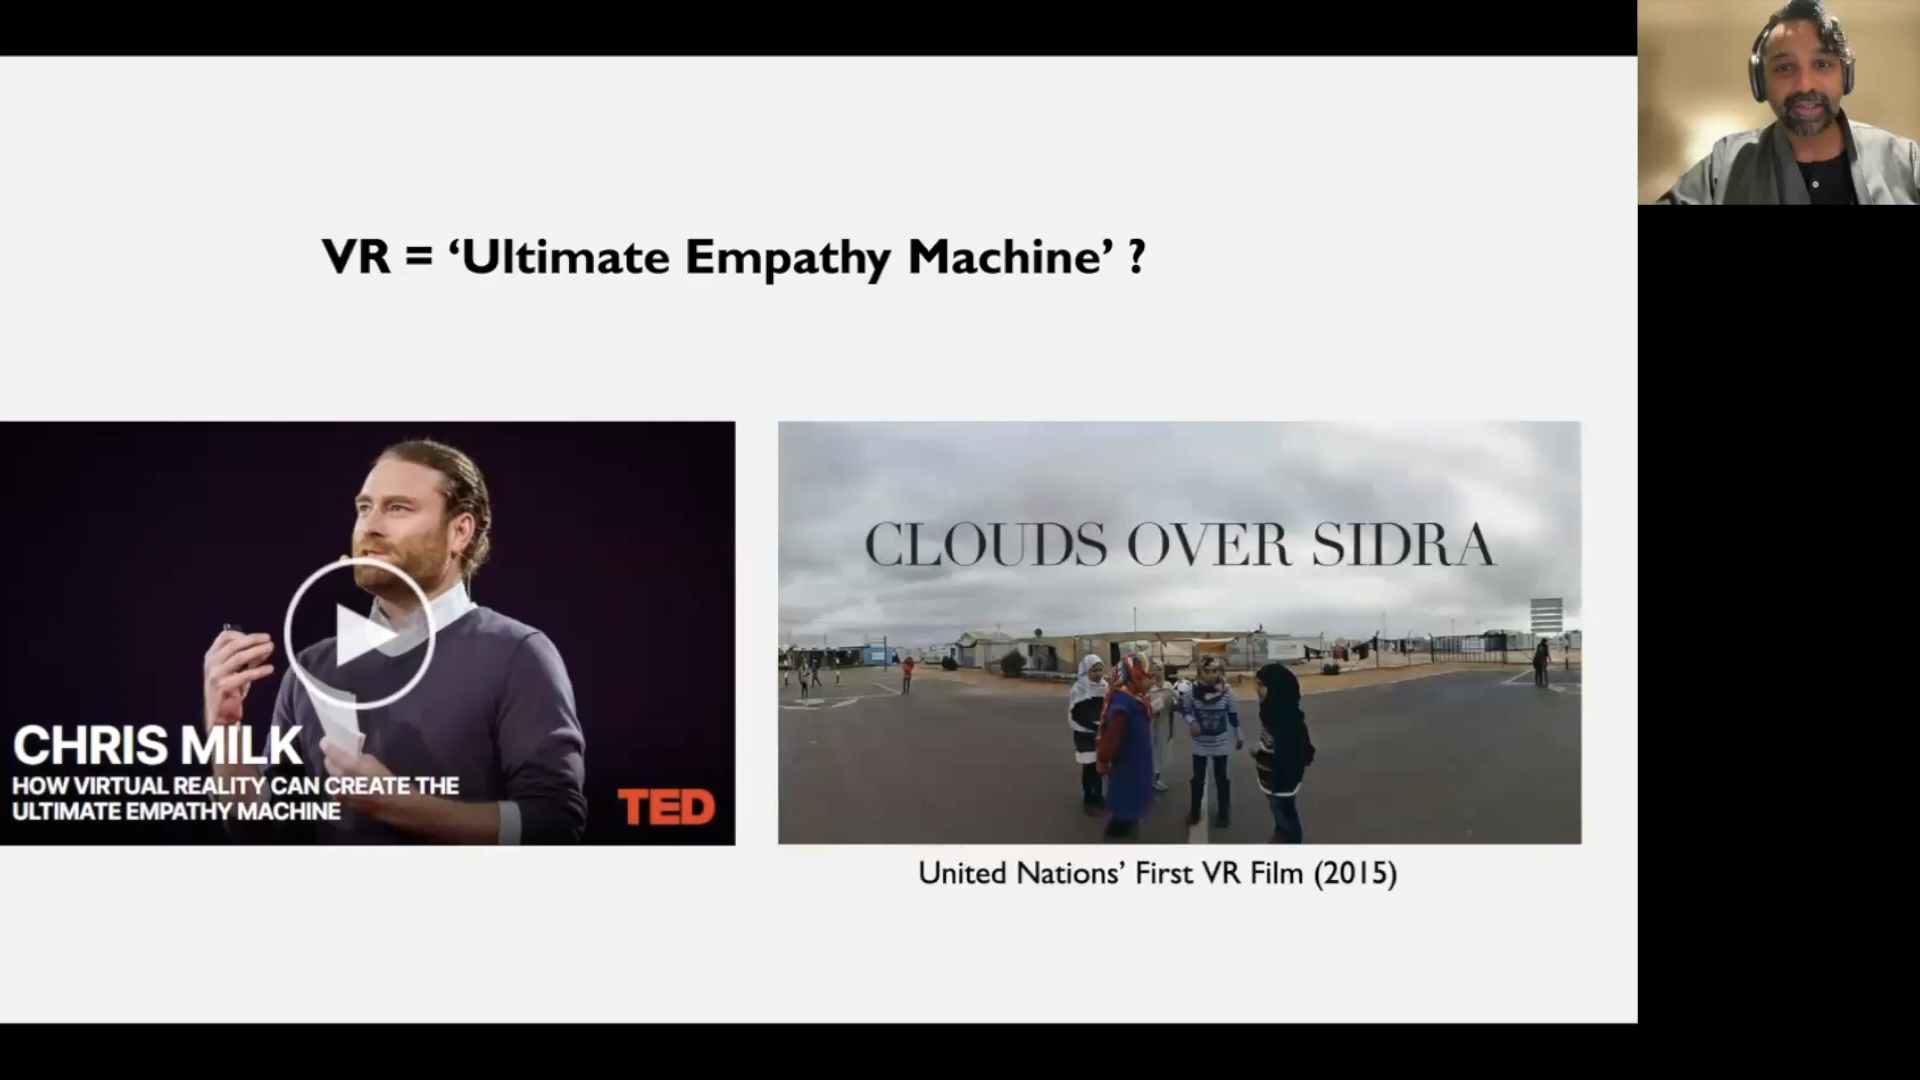 VR = ‘Ultimate Empathy Machine’ ?
CHRIS MILK
HOW VIRTUAL REALITY CAN CREATE THE
ULTIMATE EMPATHY MACHINE
TED
CLOUDS OVER SIDRA
United Nations’ First VR Film (2015)